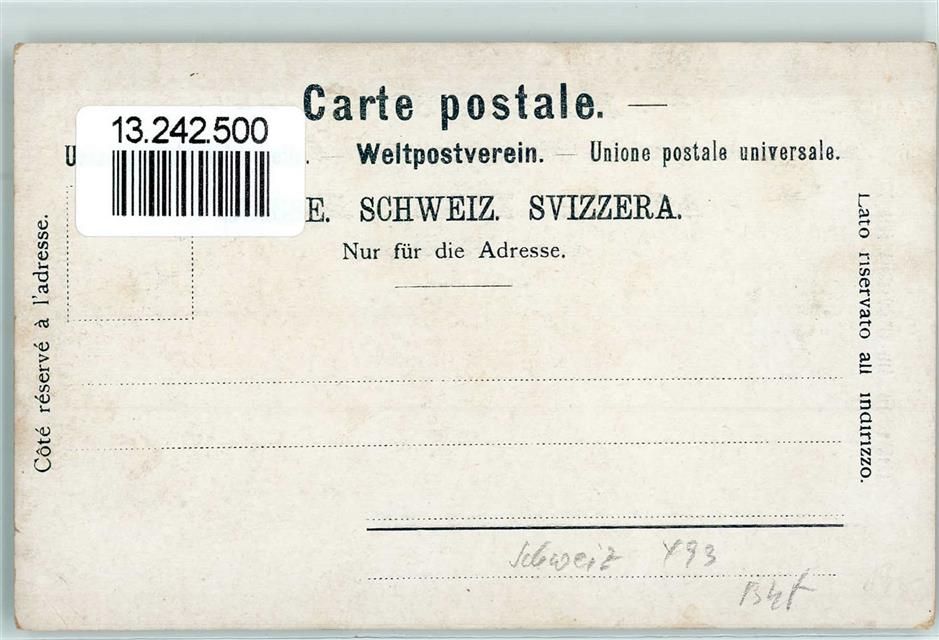 Carte postale. —
13.242.500
U
Weltpostverein. — Unione postale universale.
E. SCHWEIZ. SVIZZERA.
Nur für die Adresse.
Côté réservé à l'adresse.
Lato riservato all indirizzo.
Schweiz Y93